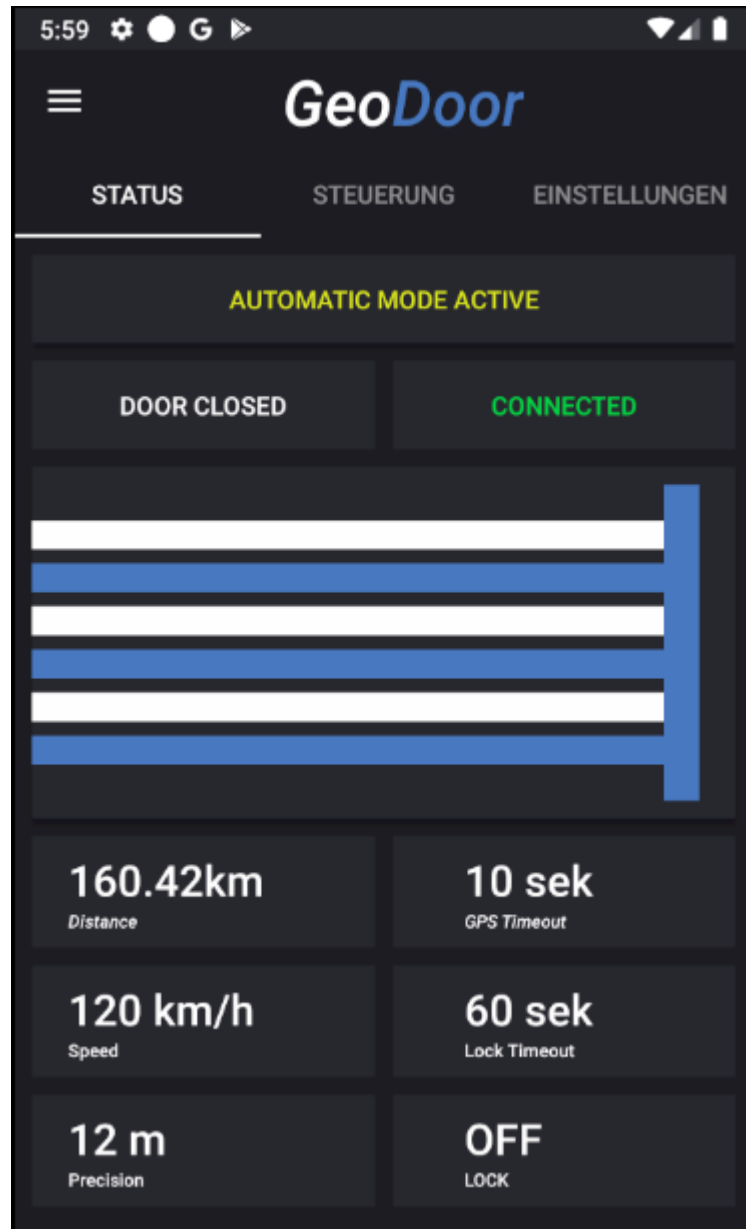 5:59
GeoDoor
STATUS STEUERUNG EINSTELLUNGEN
AUTOMATIC MODE ACTIVE
DOOR CLOSED CONNECTED
160.42km 10 sek
Distance GPS Timeout
120 km/h 60 sek
Speed Lock Timeout
12 m OFF
Precision LOCK